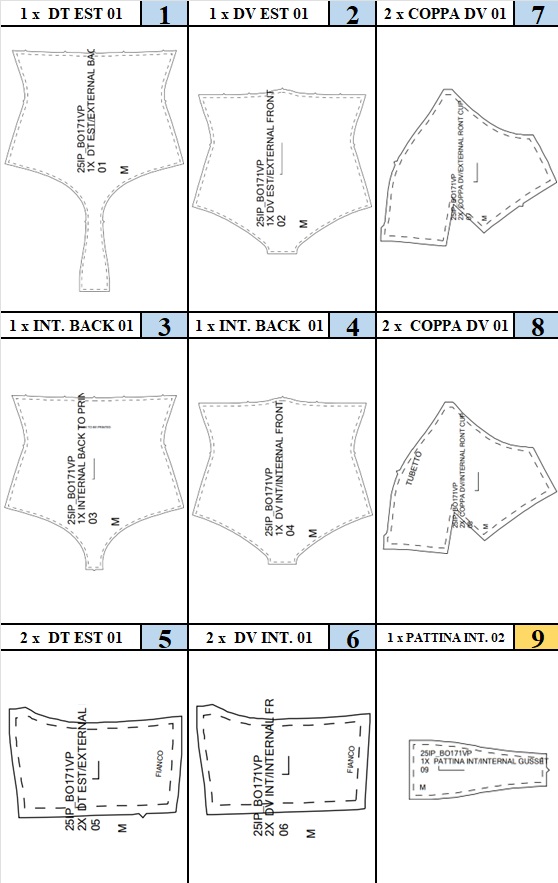 1 x DT EST 01
1
1 x DV EST 01
2
2 x COPPA DV 01
7
25IP_BO171VP
1X DT EST/EXTERNAL BAC
01
M
25IP_BO171VP
1X DV EST/EXTERNAL FRONT
02
M
25IP_BO171VP
2X COPPA DV/EXTERNAL RONT CUP
M
1 x INT. BACK 01
3
1 x INT. BACK 01
4
2 x COPPA DV 01
8
25IP_BO171VP
1X INTERNAL BACK TO PRIN
03
M
TO BE PRINTED
25IP_BO171VP
1X DV INT/INTERNAL FRONT
04
M
TUBETTO
25IP_BO171VP
2X COPPA DV/INTERNAL RONT CUP
M
2 x DT EST 01
5
2 x DV INT. 01
6
1 x PATTINA INT. 02
9
25IP_BO171VP
2X DT EST/EXTERNAL
05
M
FIANCO
25IP_BO171VP
2X DV INT/INTERNAL FR
06
M
FIANCO
25IP_BO171VP
1X PATTINA INT/INTERNAL GUSSET
09
M